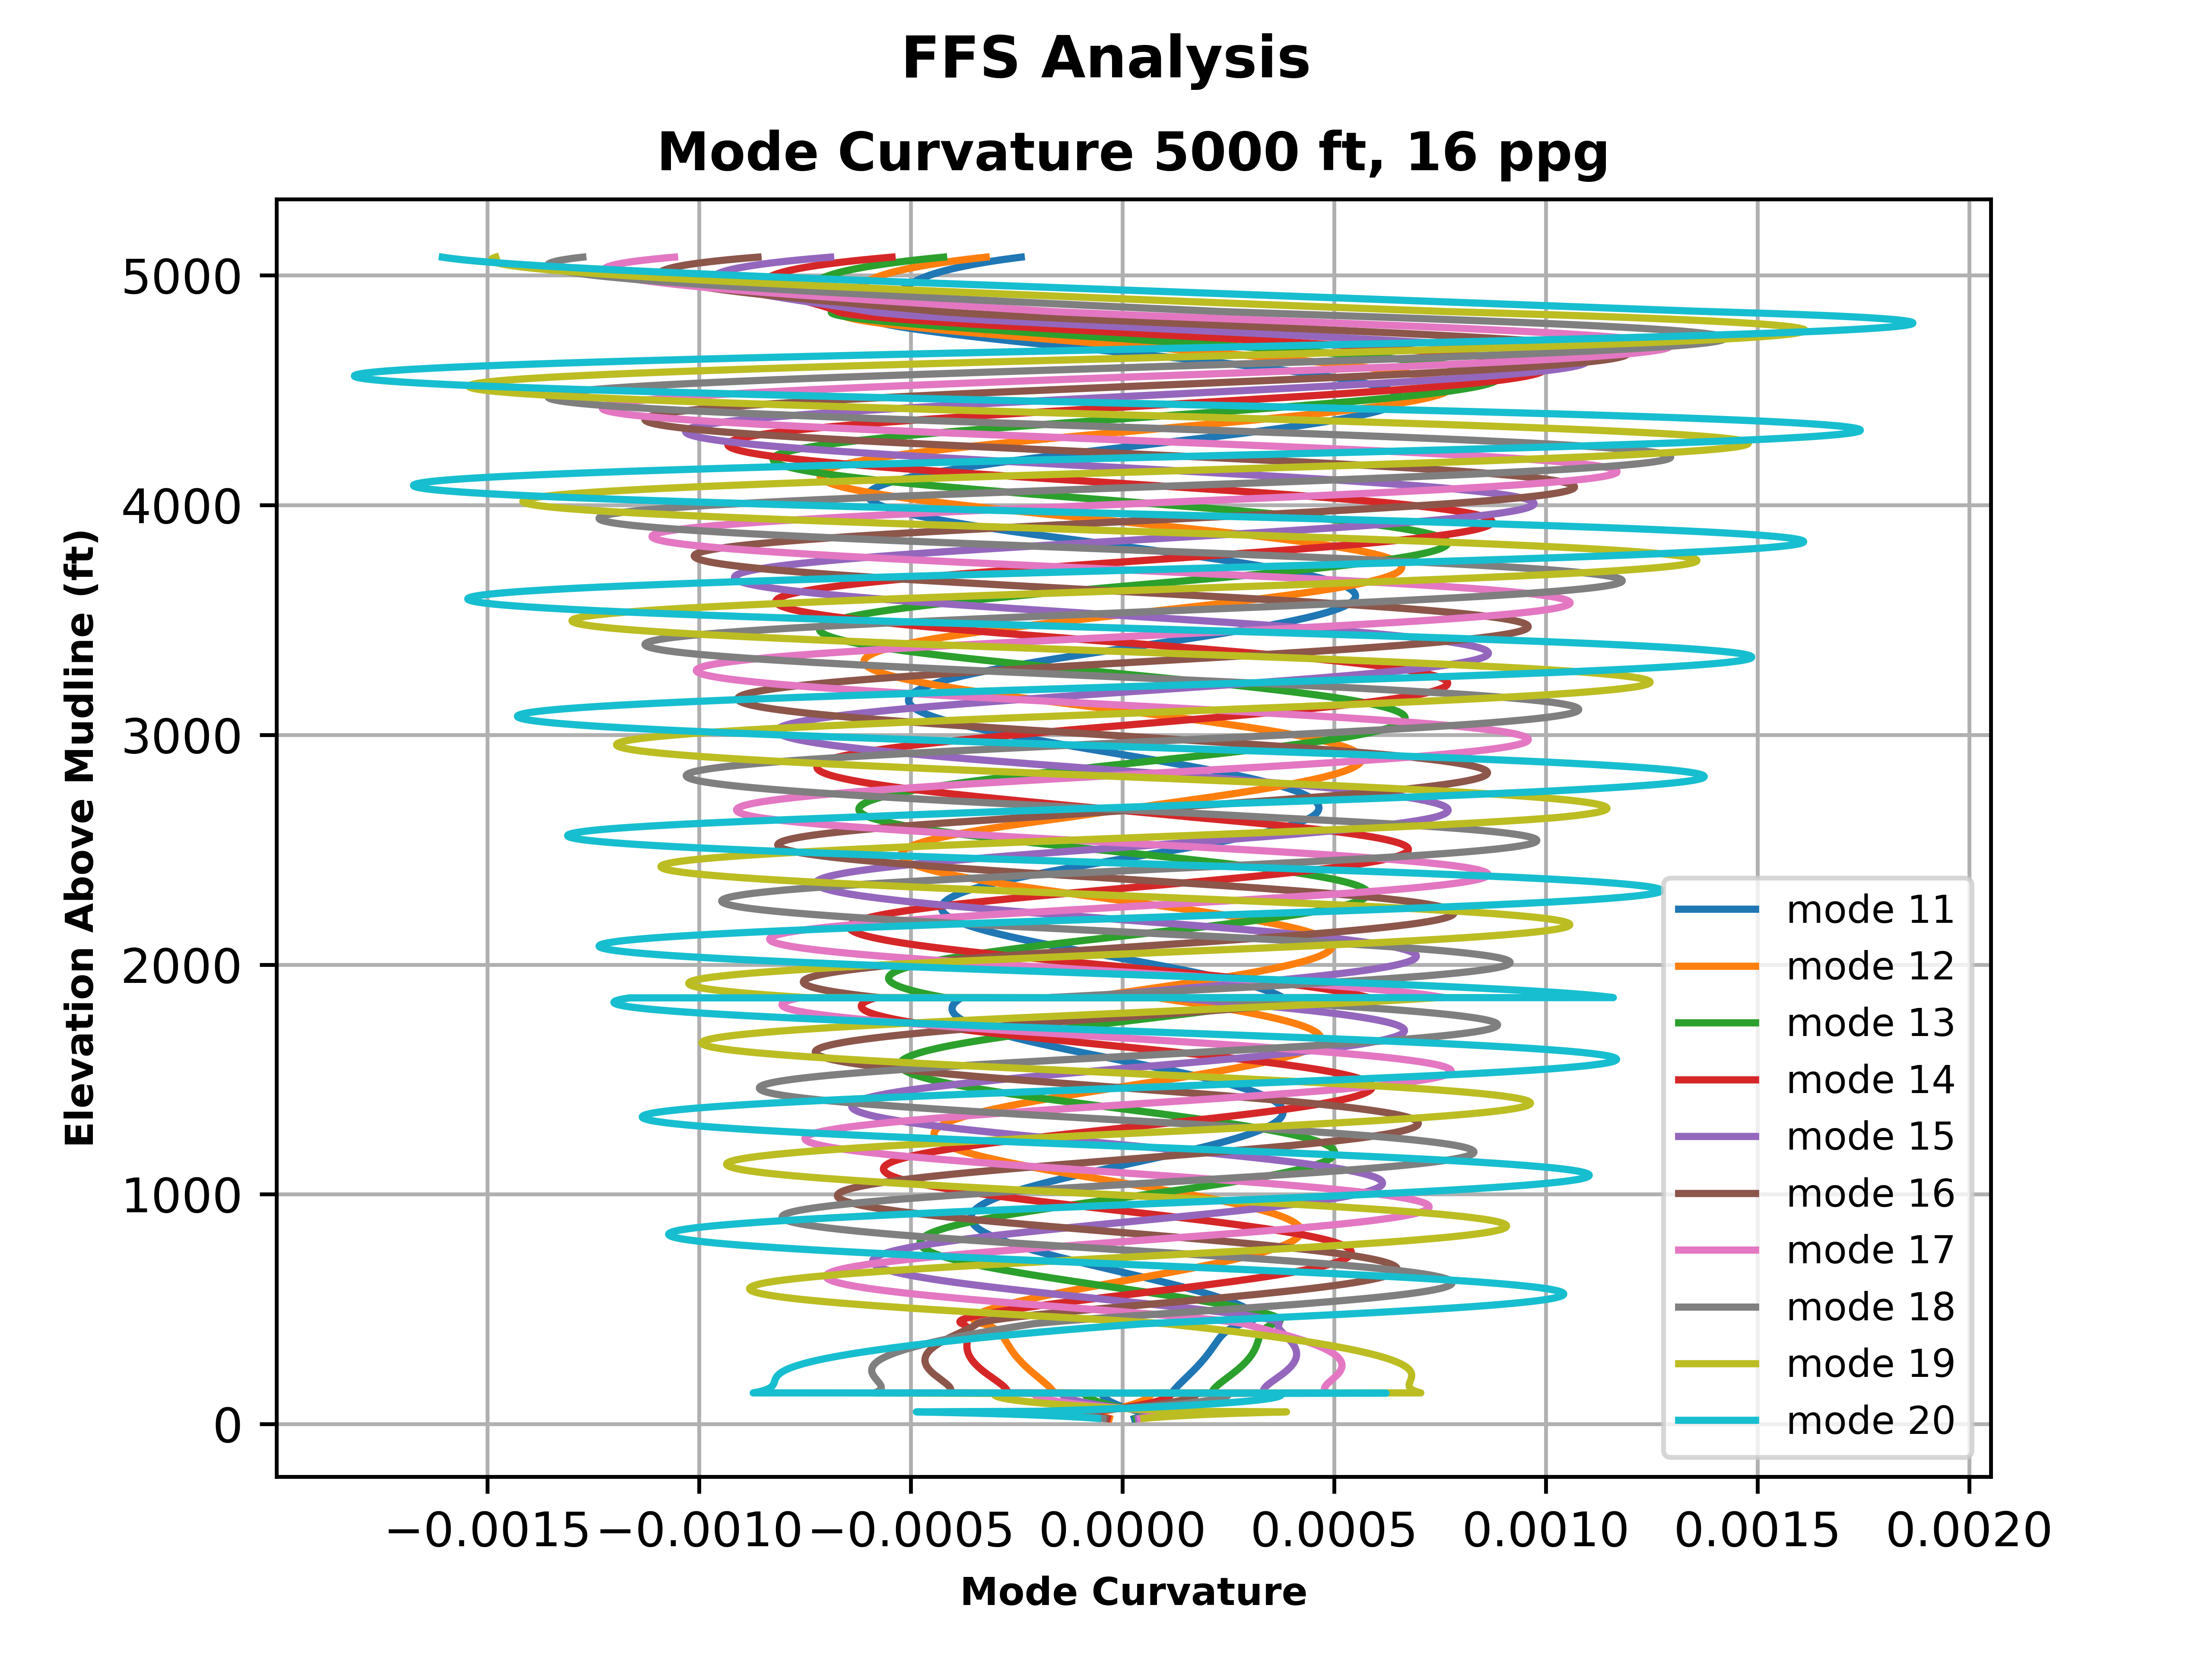 FFS Analysis
Mode Curvature 5000 ft, 16 ppg
Elevation Above Mudline (ft)
5000
4000
3000
2000
1000
0
mode 11
mode 12
mode 13
mode 14
mode 15
mode 16
mode 17
mode 18
mode 19
mode 20
−0.0015 −0.0010 −0.0005 0.0000 0.0005 0.0010 0.0015 0.0020
Mode Curvature